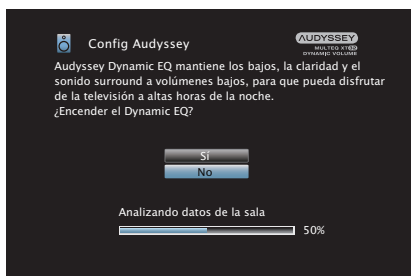 Config Audyssey
AUDYSSEY
MULTEQ XT32
DYNAMIC VOLUME
Audyssey Dynamic EQ mantiene los bajos, la claridad y el
sonido surround a volúmenes bajos, para que pueda disfrutar
de la televisión a altas horas de la noche.
¿Encender el Dynamic EQ?
Sí
No
Analizando datos de la sala
50%